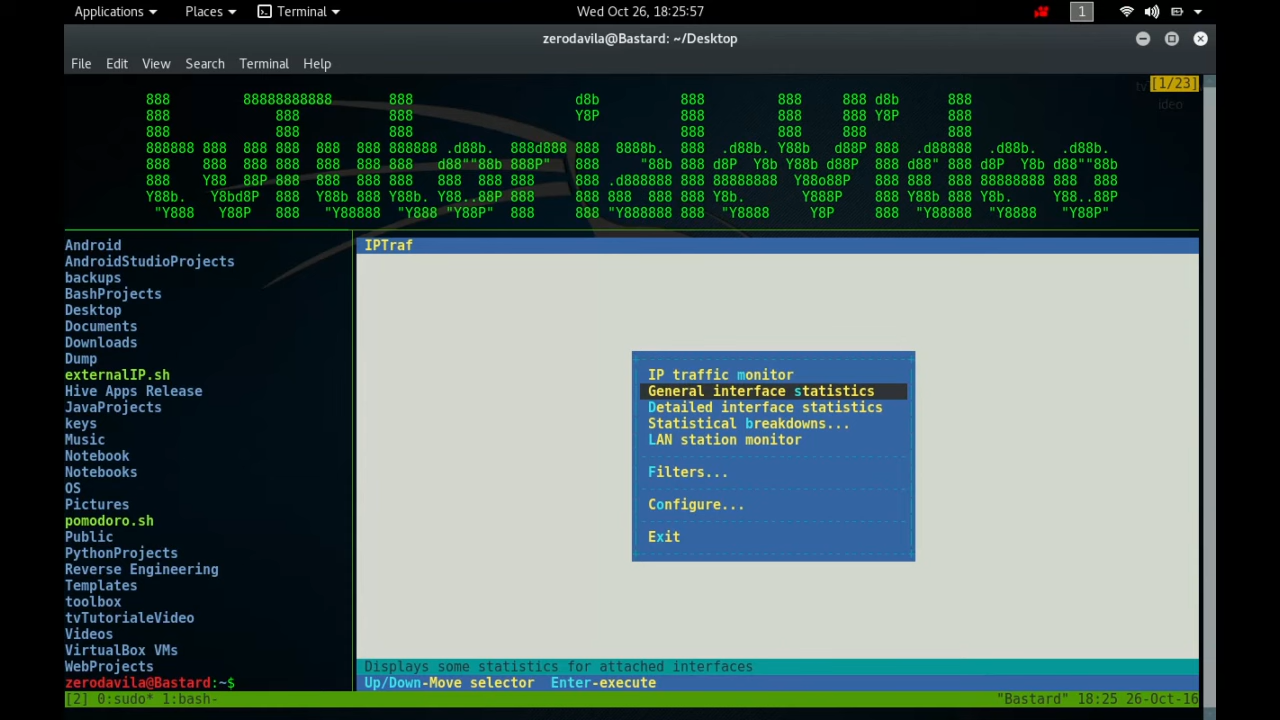 Applications Places Terminal Wed Oct 26, 18:25:57 1
zerodavila@Bastard: ~/Desktop
File Edit View Search Terminal Help
[1/23]
tvTutorialeVideo
Android
AndroidStudioProjects
backups
BashProjects
Desktop
Documents
Downloads
Dump
externalIP.sh
Hive Apps Release
JavaProjects
keys
Music
Notebook
Notebooks
OS
Pictures
pomodoro.sh
Public
PythonProjects
Reverse Engineering
Templates
toolbox
tvTutorialeVideo
Videos
VirtualBox VMs
WebProjects
zerodavila@Bastard:~$
IPTraf
IP traffic monitor
General interface statistics
Detailed interface statistics
Statistical breakdowns...
LAN station monitor
Filters...
Configure...
Exit
Displays some statistics for attached interfaces
Up/Down-Move selector Enter-execute
[2] 0:sudo* 1:bash- "Bastard" 18:25 26-Oct-16